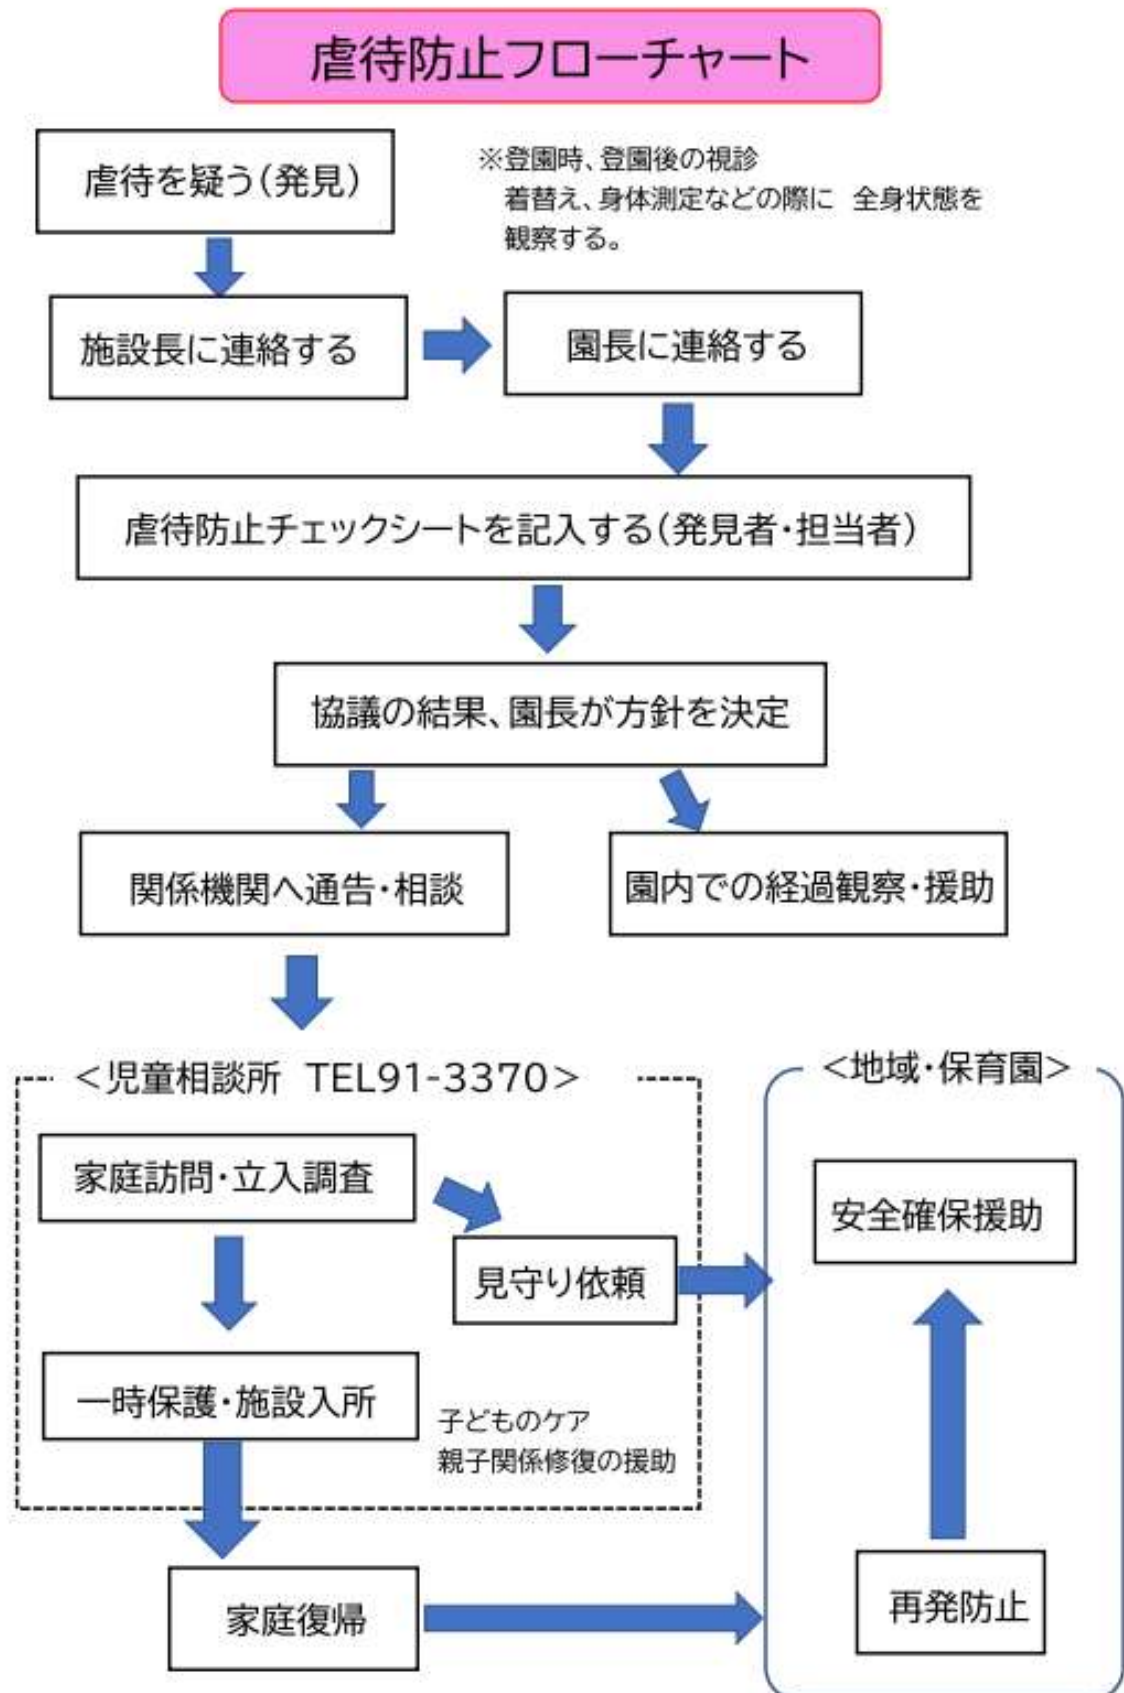 虐待防止フローチャート
虐待を疑う(発見)
※登園時、登園後の視診
着替え、身体測定などの際に 全身状態を
観察する。
施設長に連絡する
園長に連絡する
虐待防止チェックシートを記入する(発見者・担当者)
協議の結果、園長が方針を決定
関係機関へ通告・相談
園内での経過観察・援助
<児童相談所 TEL91-3370>
家庭訪問・立入調査
見守り依頼
一時保護・施設入所
子どものケア
親子関係修復の援助
家庭復帰
<地域・保育園>
安全確保援助
再発防止